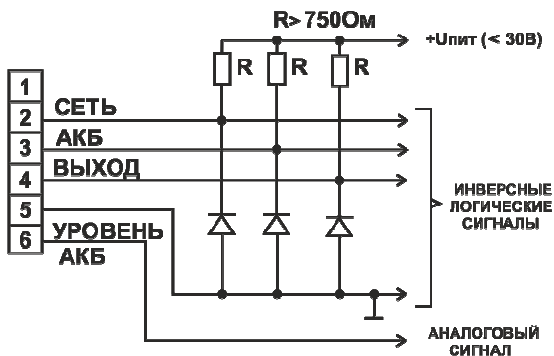 R>750Ом
+Uпит (< 30В)
R
R
R
1
2
СЕТЬ
3
АКБ
4
ВЫХОД
5
6
УРОВЕНЬ
АКБ
ИНВЕРСНЫЕ
ЛОГИЧЕСКИЕ
СИГНАЛЫ
АНАЛОГОВЫЙ
СИГНАЛ